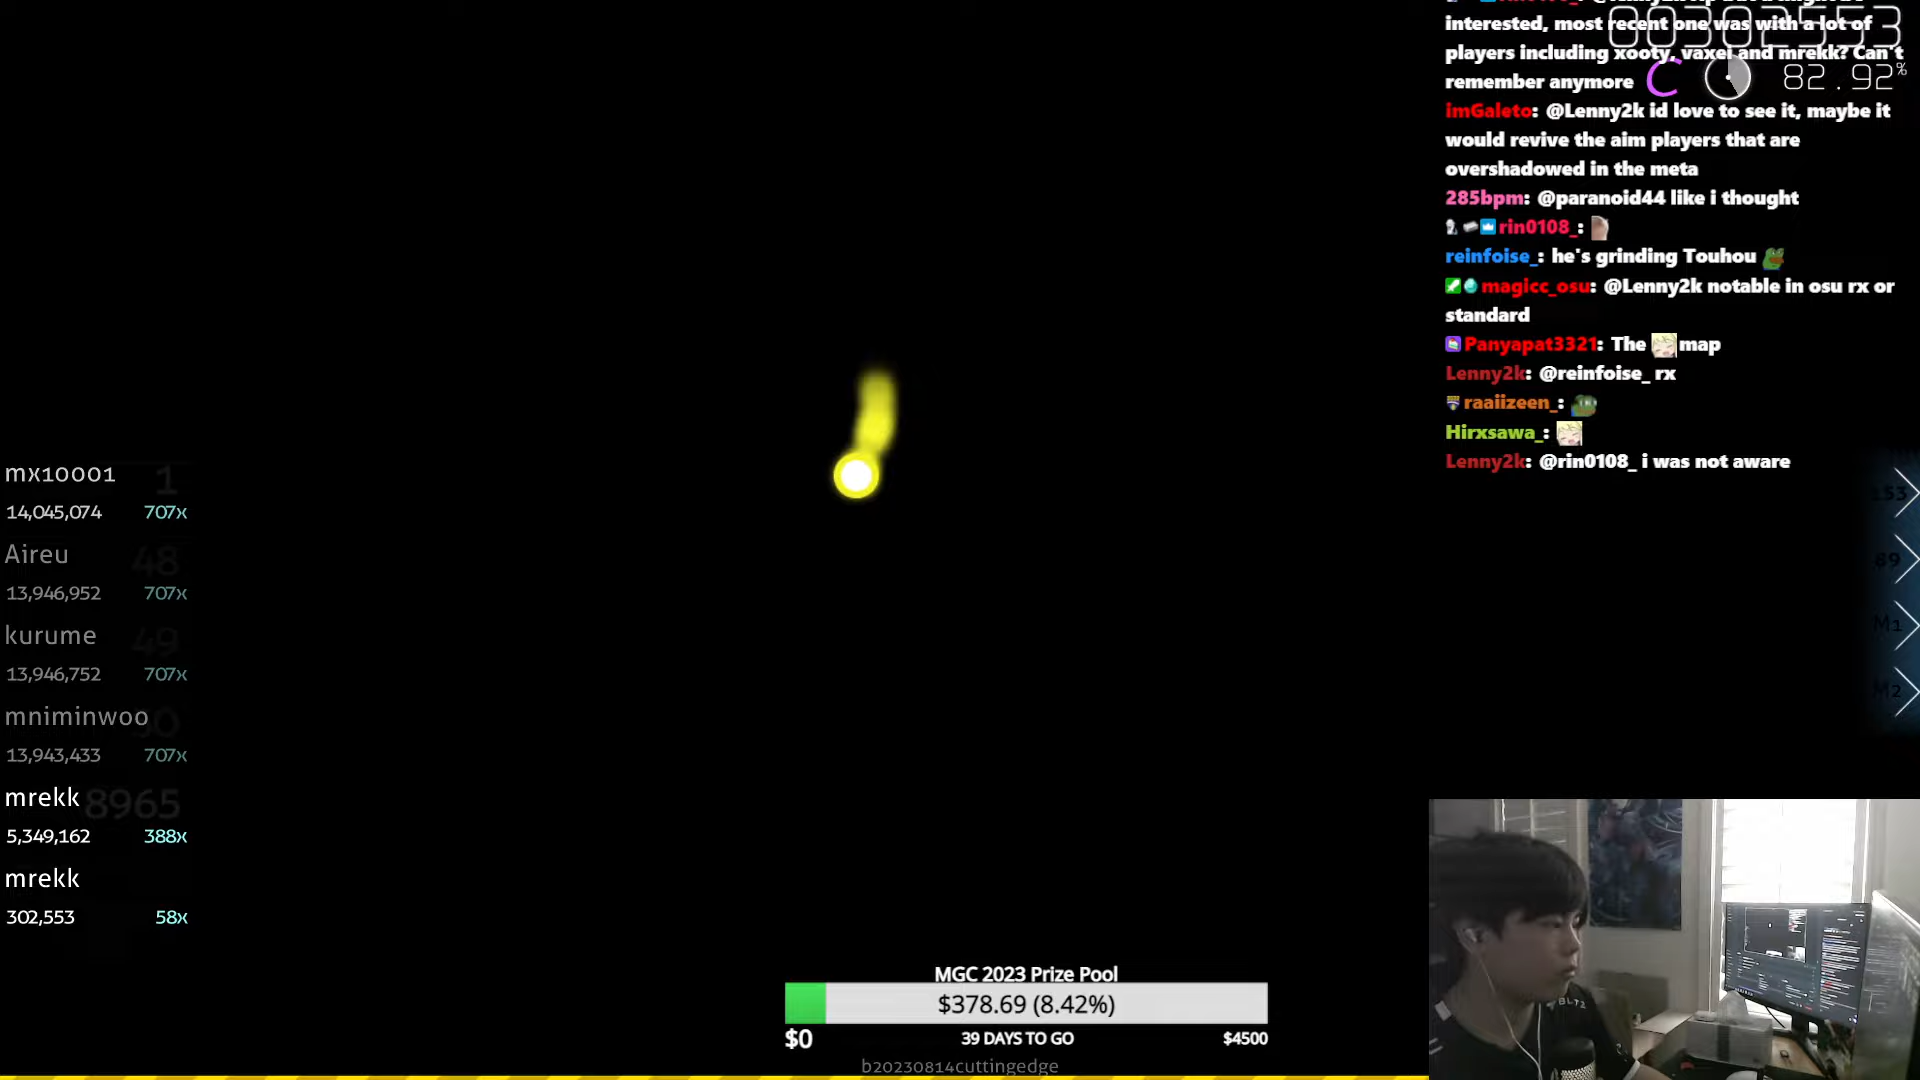 00302553
interested, most recent one was with a lot of
players including xooty, vaxei and mrekk? Can't
remember anymore
C 82.92%
imGaleto: @Lenny2k id love to see it, maybe it
would revive the aim players that are
overshadowed in the meta
285bpm: @paranoid44 like i thought
rin0108_:
reinfoise_: he's grinding Touhou
magicc_osu: @Lenny2k notable in osu rx or
standard
Panyapat3321: The map
Lenny2k: @reinfoise_ rx
raaiizeen_:
Hirxsawa_:
Lenny2k: @rin0108_ i was not aware
mx10001 1
14,045,074 707x
Aireu 48
13,946,952 707x
kurume 49
13,946,752 707x
mniminwoo 50
13,943,433 707x
mrekk 8965
5,349,162 388x
mrekk
302,553 58x
153
89
M1
M2
MGC 2023 Prize Pool
$378.69 (8.42%)
$0 39 DAYS TO GO $4500
b20230814cuttingedge